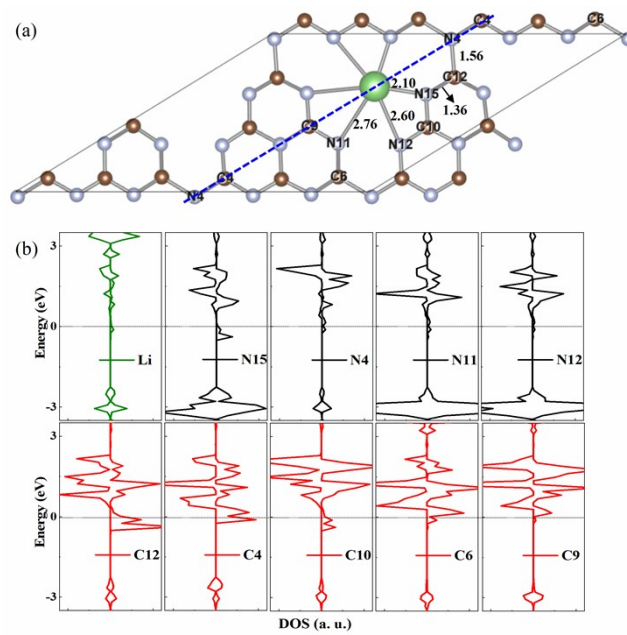 (a)
C4
C6
N4
1.56
C12
2.10
N15
1.36
C9
2.76
2.60
C10
N11
N12
C4
C6
N4
(b)
3
Energy (eV)
0
-3
Li
N15
N4
N11
N12
3
Energy (eV)
0
-3
C12
C4
C10
C6
C9
DOS (a. u.)